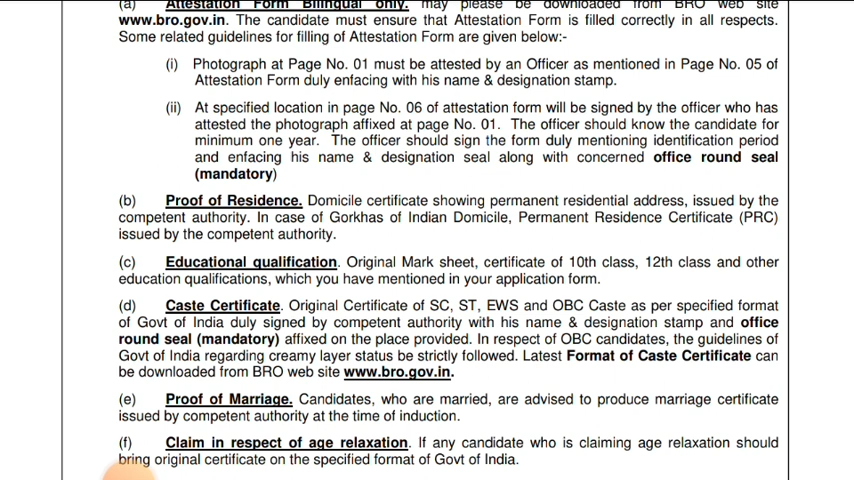 (a) Attestation Form Bilingual only, may please be downloaded from BRO web site
www.bro.gov.in. The candidate must ensure that Attestation Form is filled correctly in all respects.
Some related guidelines for filling of Attestation Form are given below:-
(i) Photograph at Page No. 01 must be attested by an Officer as mentioned in Page No. 05 of
Attestation Form duly enfacing with his name & designation stamp.
(ii) At specified location in page No. 06 of attestation form will be signed by the officer who has
attested the photograph affixed at page No. 01. The officer should know the candidate for
minimum one year. The officer should sign the form duly mentioning identification period
and enfacing his name & designation seal along with concerned office round seal
(mandatory)
(b) Proof of Residence. Domicile certificate showing permanent residential address, issued by the
competent authority. In case of Gorkhas of Indian Domicile, Permanent Residence Certificate (PRC)
issued by the competent authority.
(c) Educational qualification. Original Mark sheet, certificate of 10th class, 12th class and other
education qualifications, which you have mentioned in your application form.
(d) Caste Certificate. Original Certificate of SC, ST, EWS and OBC Caste as per specified format
of Govt of India duly signed by competent authority with his name & designation stamp and office
round seal (mandatory) affixed on the place provided. In respect of OBC candidates, the guidelines of
Govt of India regarding creamy layer status be strictly followed. Latest Format of Caste Certificate can
be downloaded from BRO web site www.bro.gov.in.
(e) Proof of Marriage. Candidates, who are married, are advised to produce marriage certificate
issued by competent authority at the time of induction.
(f) Claim in respect of age relaxation. If any candidate who is claiming age relaxation should
bring original certificate on the specified format of Govt of India.